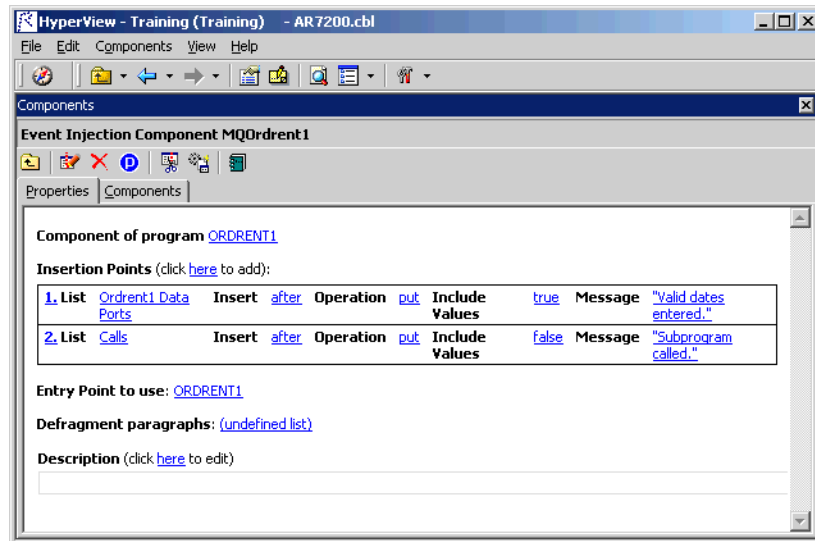 HyperView - Training (Training) - AR7200.cbl
File Edit Components View Help
Components
Event Injection Component MQOrdrent1
Properties Components
Component of program ORDRENT1
Insertion Points (click here to add):
1. List Ordrent1 Data Insert after Operation put Include true Message "Valid dates
Ports Values entered."
2. List Calls Insert after Operation put Include false Message "Subprogram
Values called."
Entry Point to use: ORDRENT1
Defragment paragraphs: (undefined list)
Description (click here to edit)